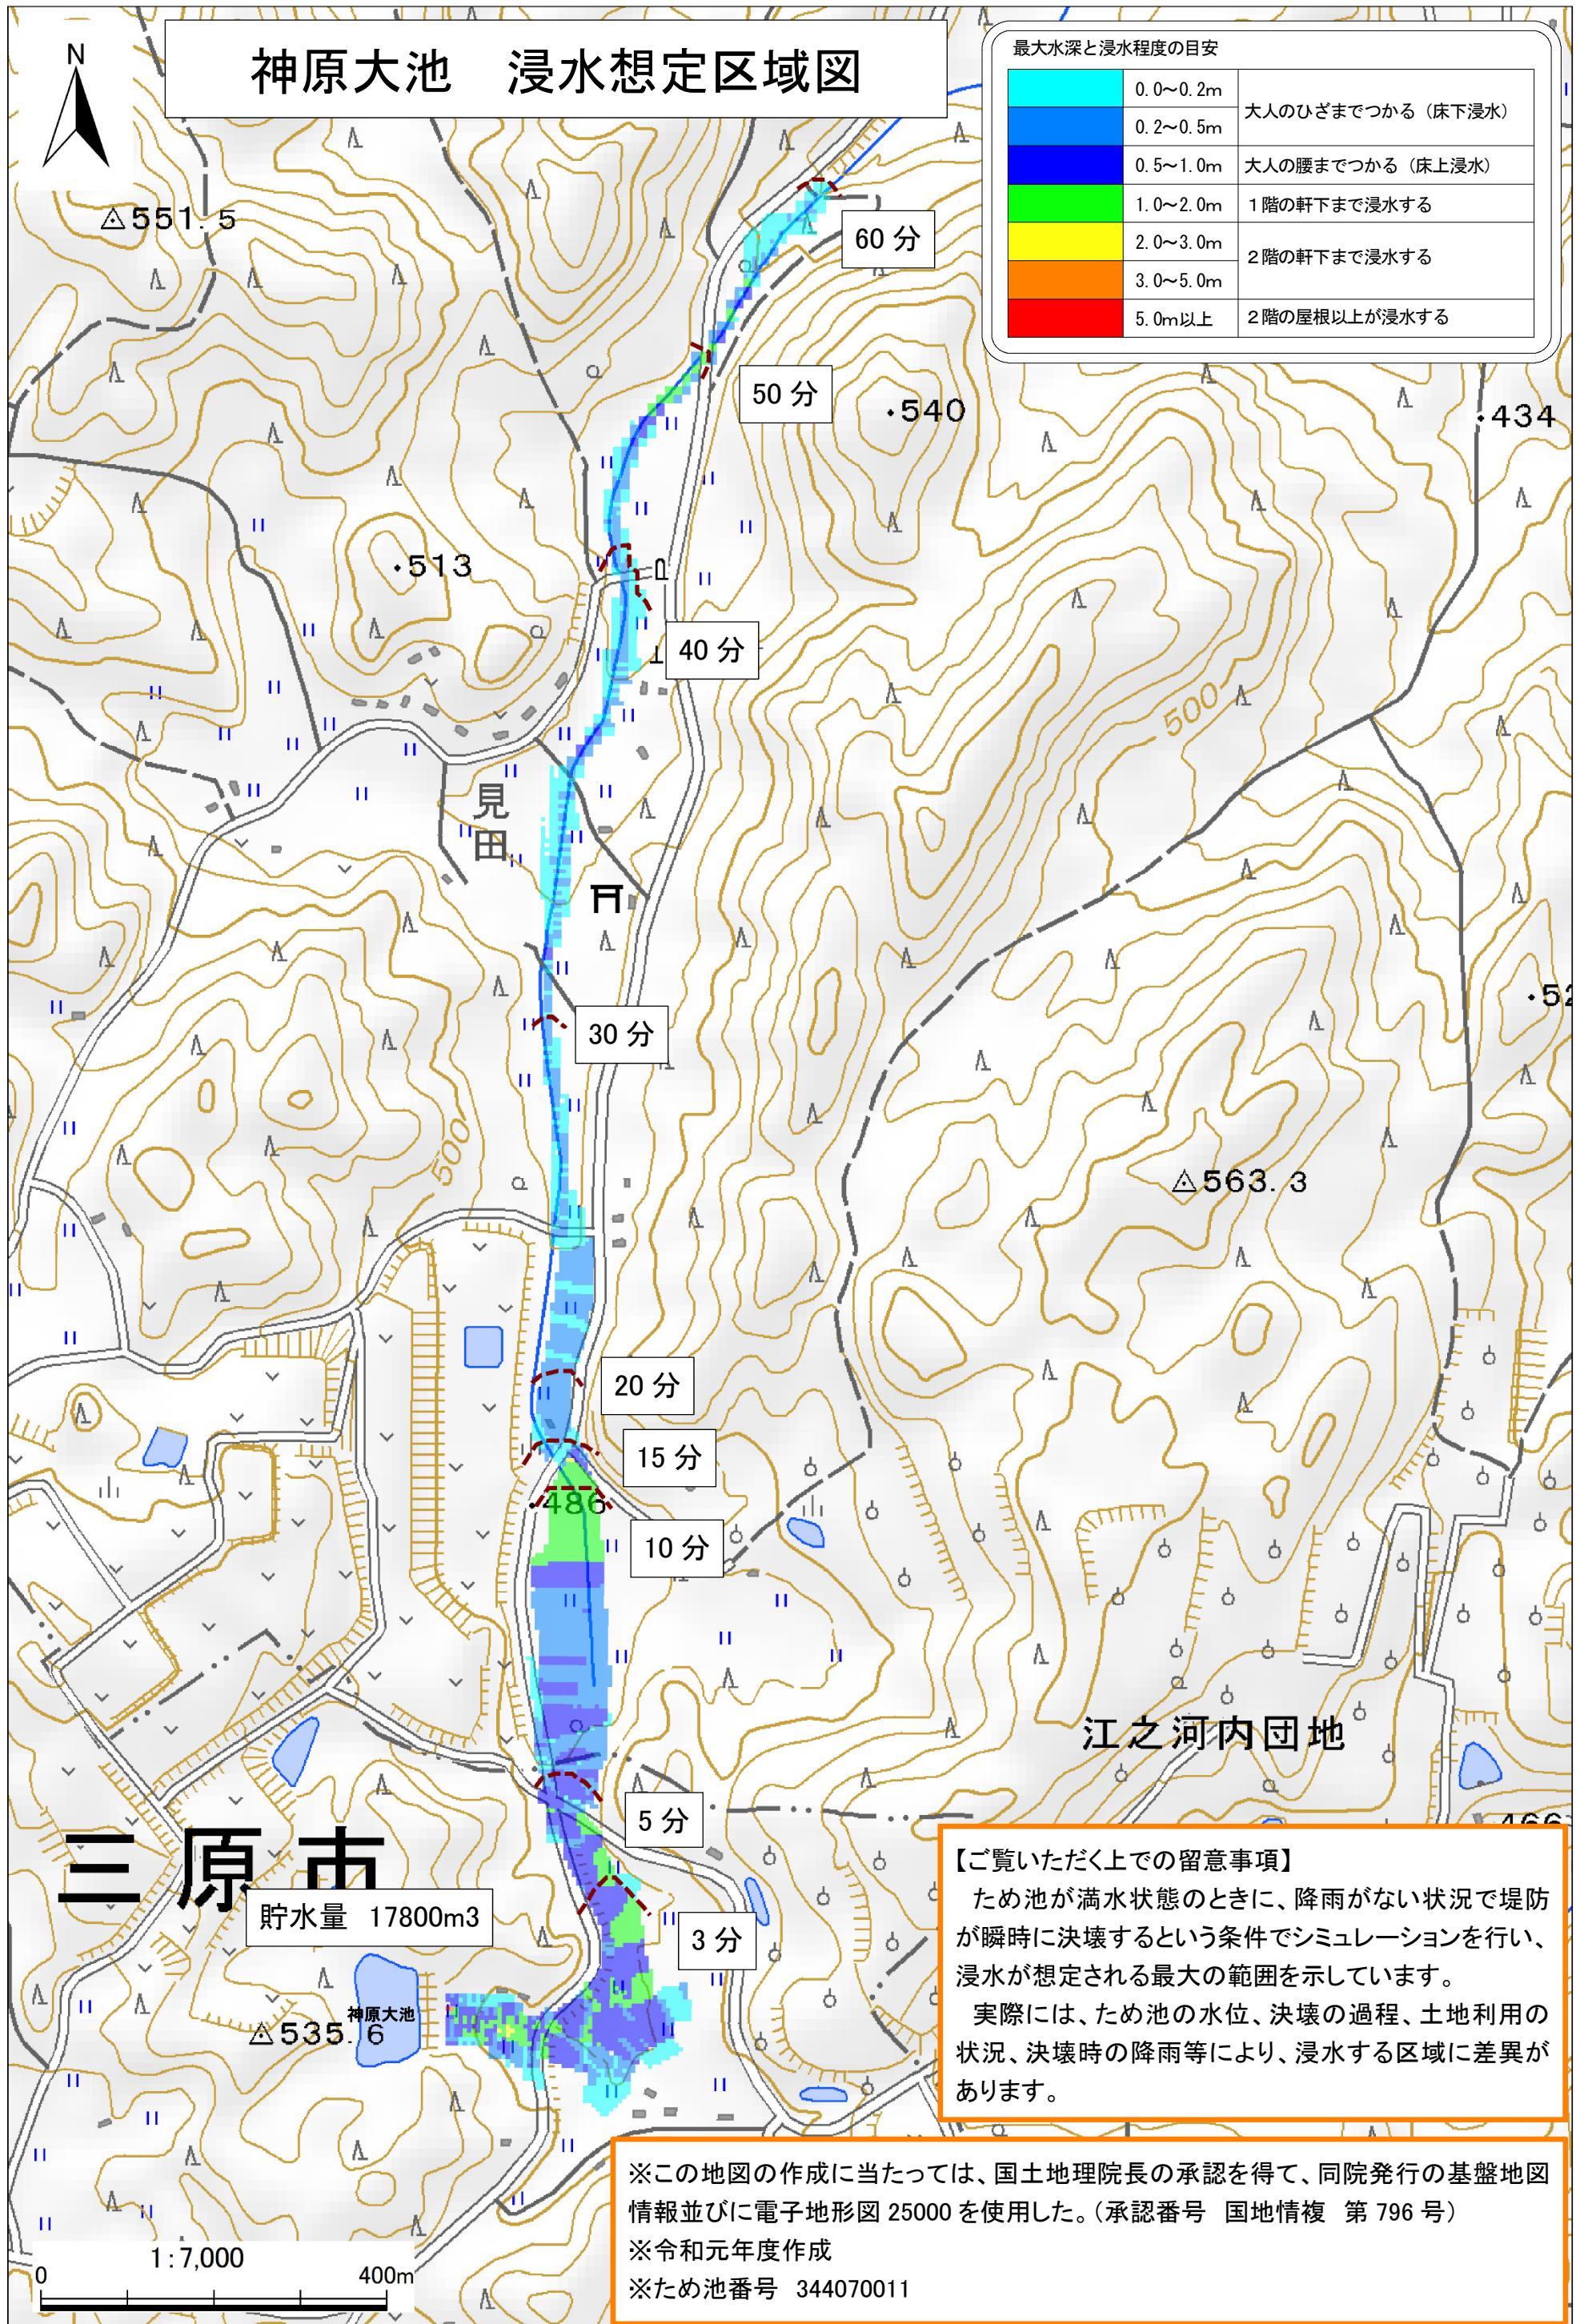 神原大池　浸水想定区域図
N
最大水深と浸水程度の目安
0.0～0.2m
大人のひざまでつかる（床下浸水）
0.2～0.5m
0.5～1.0m
大人の腰までつかる（床上浸水）
1.0～2.0m
１階の軒下まで浸水する
2.0～3.0m
２階の軒下まで浸水する
3.0～5.0m
5.0m以上
２階の屋根以上が浸水する
551.5
60 分
50 分
540
434
513
40 分
500
見田
52
30 分
500
563.3
20 分
15 分
486
10 分
江之河内団地
5 分
466
三原市
貯水量　17800m3
3 分
神原大池
535.6
【ご覧いただく上での留意事項】
　ため池が満水状態のときに、降雨がない状況で堤防
が瞬時に決壊するという条件でシミュレーションを行い、
浸水が想定される最大の範囲を示しています。
　実際には、ため池の水位、決壊の過程、土地利用の
状況、決壊時の降雨等により、浸水する区域に差異が
あります。
※この地図の作成に当たっては、国土地理院長の承認を得て、同院発行の基盤地図
情報並びに電子地形図 25000 を使用した。（承認番号　国地情複　第 796 号）
※令和元年度作成
※ため池番号　344070011
1:7,000
0
400m